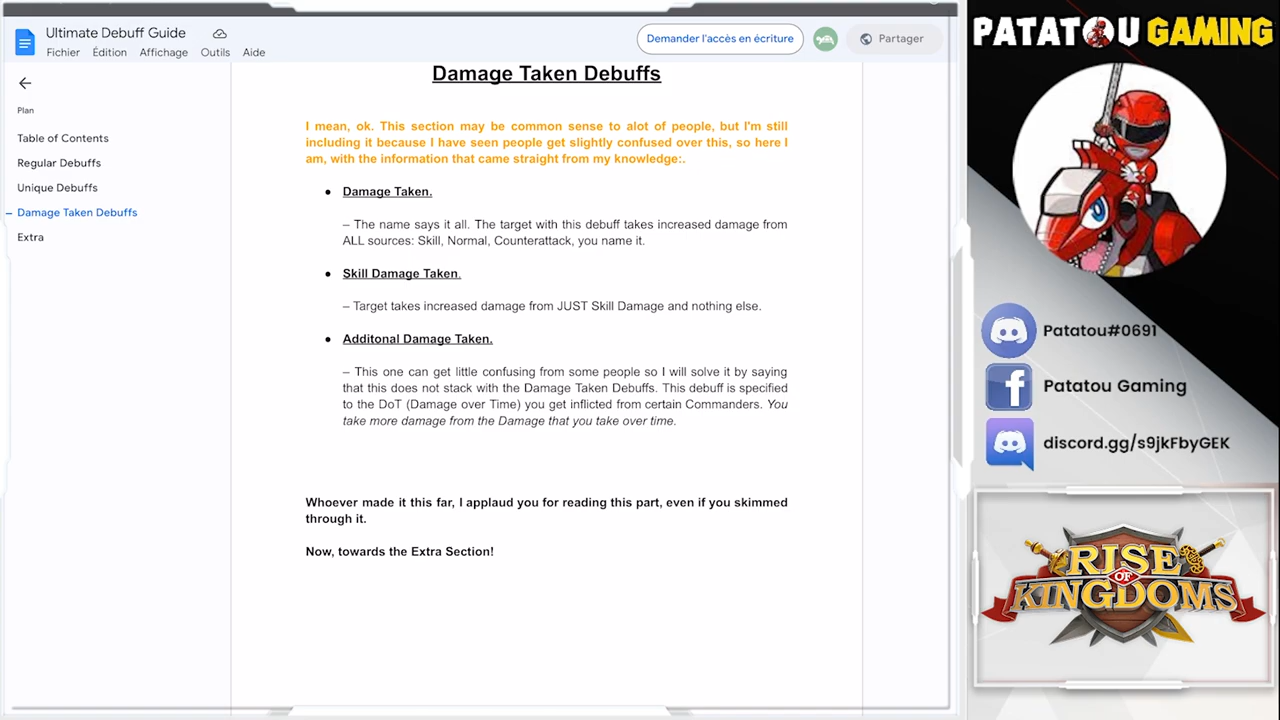 Ultimate Debuff Guide
Fichier Édition Affichage Outils Aide
Demander l'accès en écriture
Partager
Plan
Table of Contents
Regular Debuffs
Unique Debuffs
Damage Taken Debuffs
Extra
Damage Taken Debuffs
I mean, ok. This section may be common sense to alot of people, but I'm still
including it because I have seen people get slightly confused over this, so here I
am, with the information that came straight from my knowledge:.
● Damage Taken.
– The name says it all. The target with this debuff takes increased damage from
ALL sources: Skill, Normal, Counterattack, you name it.
● Skill Damage Taken.
– Target takes increased damage from JUST Skill Damage and nothing else.
● Additonal Damage Taken.
– This one can get little confusing from some people so I will solve it by saying
that this does not stack with the Damage Taken Debuffs. This debuff is specified
to the DoT (Damage over Time) you get inflicted from certain Commanders. You
take more damage from the Damage that you take over time.
Whoever made it this far, I applaud you for reading this part, even if you skimmed
through it.
Now, towards the Extra Section!
PATATOU GAMING
Patatou#0691
Patatou Gaming
discord.gg/s9jkFbyGEK
RISE
OF
KINGDOMS